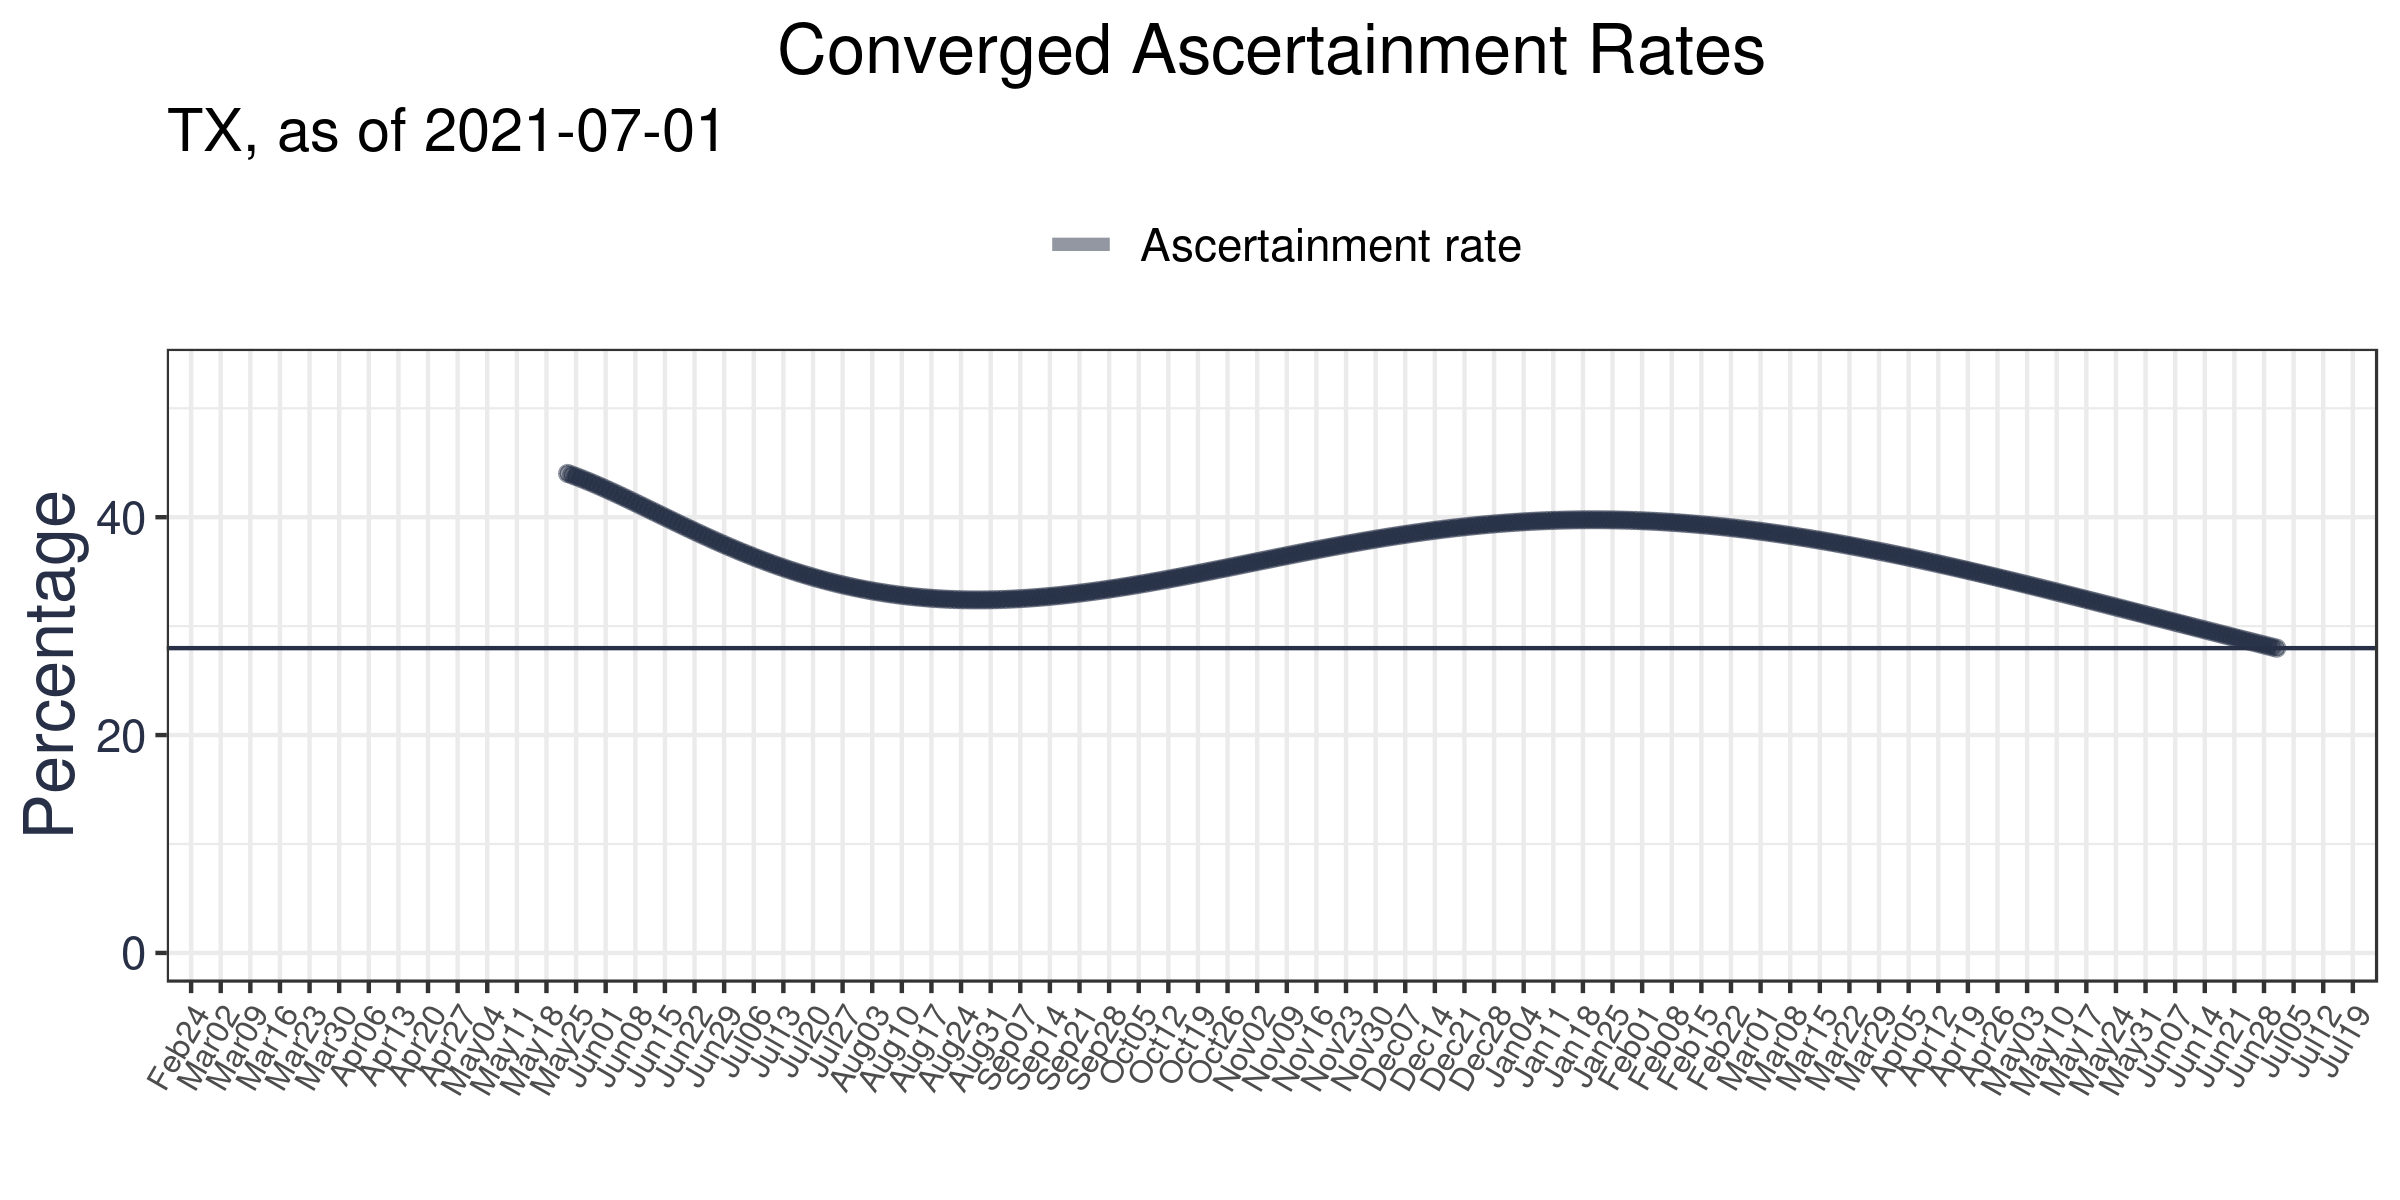 Converged Ascertainment Rates
TX, as of 2021-07-01
Ascertainment rate
Percentage
40
20
0
Feb24
Mar02
Mar09
Mar16
Mar23
Mar30
Apr06
Apr13
Apr20
Apr27
May04
May11
May18
May25
Jun01
Jun08
Jun15
Jun22
Jun29
Jul06
Jul13
Jul20
Jul27
Aug03
Aug10
Aug17
Aug24
Aug31
Sep07
Sep14
Sep21
Sep28
Oct05
Oct12
Oct19
Oct26
Nov02
Nov09
Nov16
Nov23
Nov30
Dec07
Dec14
Dec21
Dec28
Jan04
Jan11
Jan18
Jan25
Feb01
Feb08
Feb15
Feb22
Mar01
Mar08
Mar15
Mar22
Mar29
Apr05
Apr12
Apr19
Apr26
May03
May10
May17
May24
May31
Jun07
Jun14
Jun21
Jun28
Jul05
Jul12
Jul19